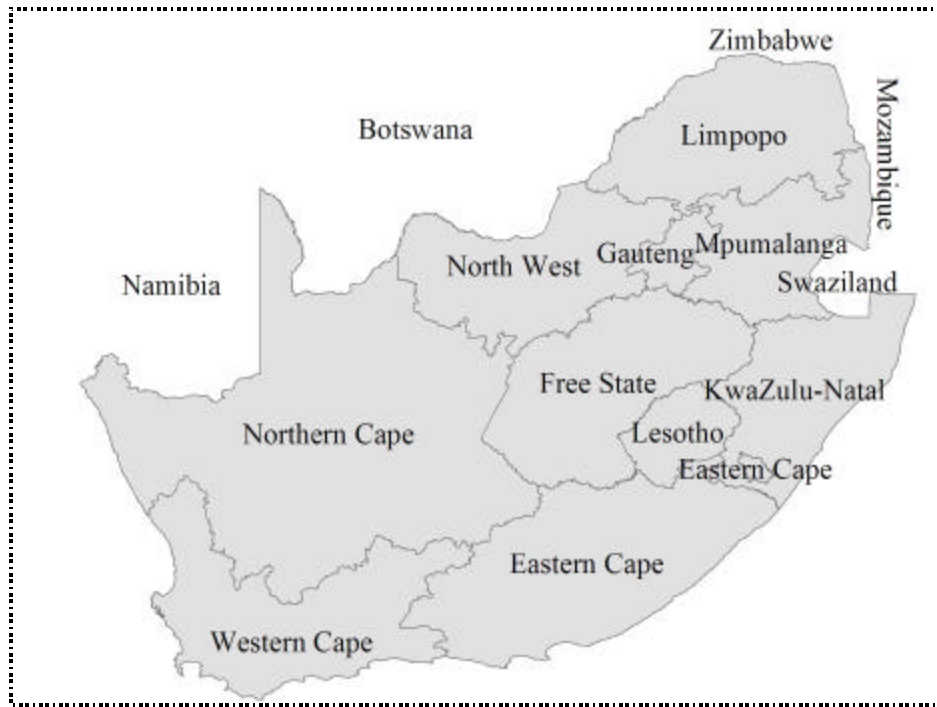 Zimbabwe
Mozambique
Botswana
Limpopo
Gauteng
Mpumalanga
North West
Namibia
Swaziland
Free State
KwaZulu-Natal
Northern Cape
Lesotho
Eastern Cape
Eastern Cape
Western Cape